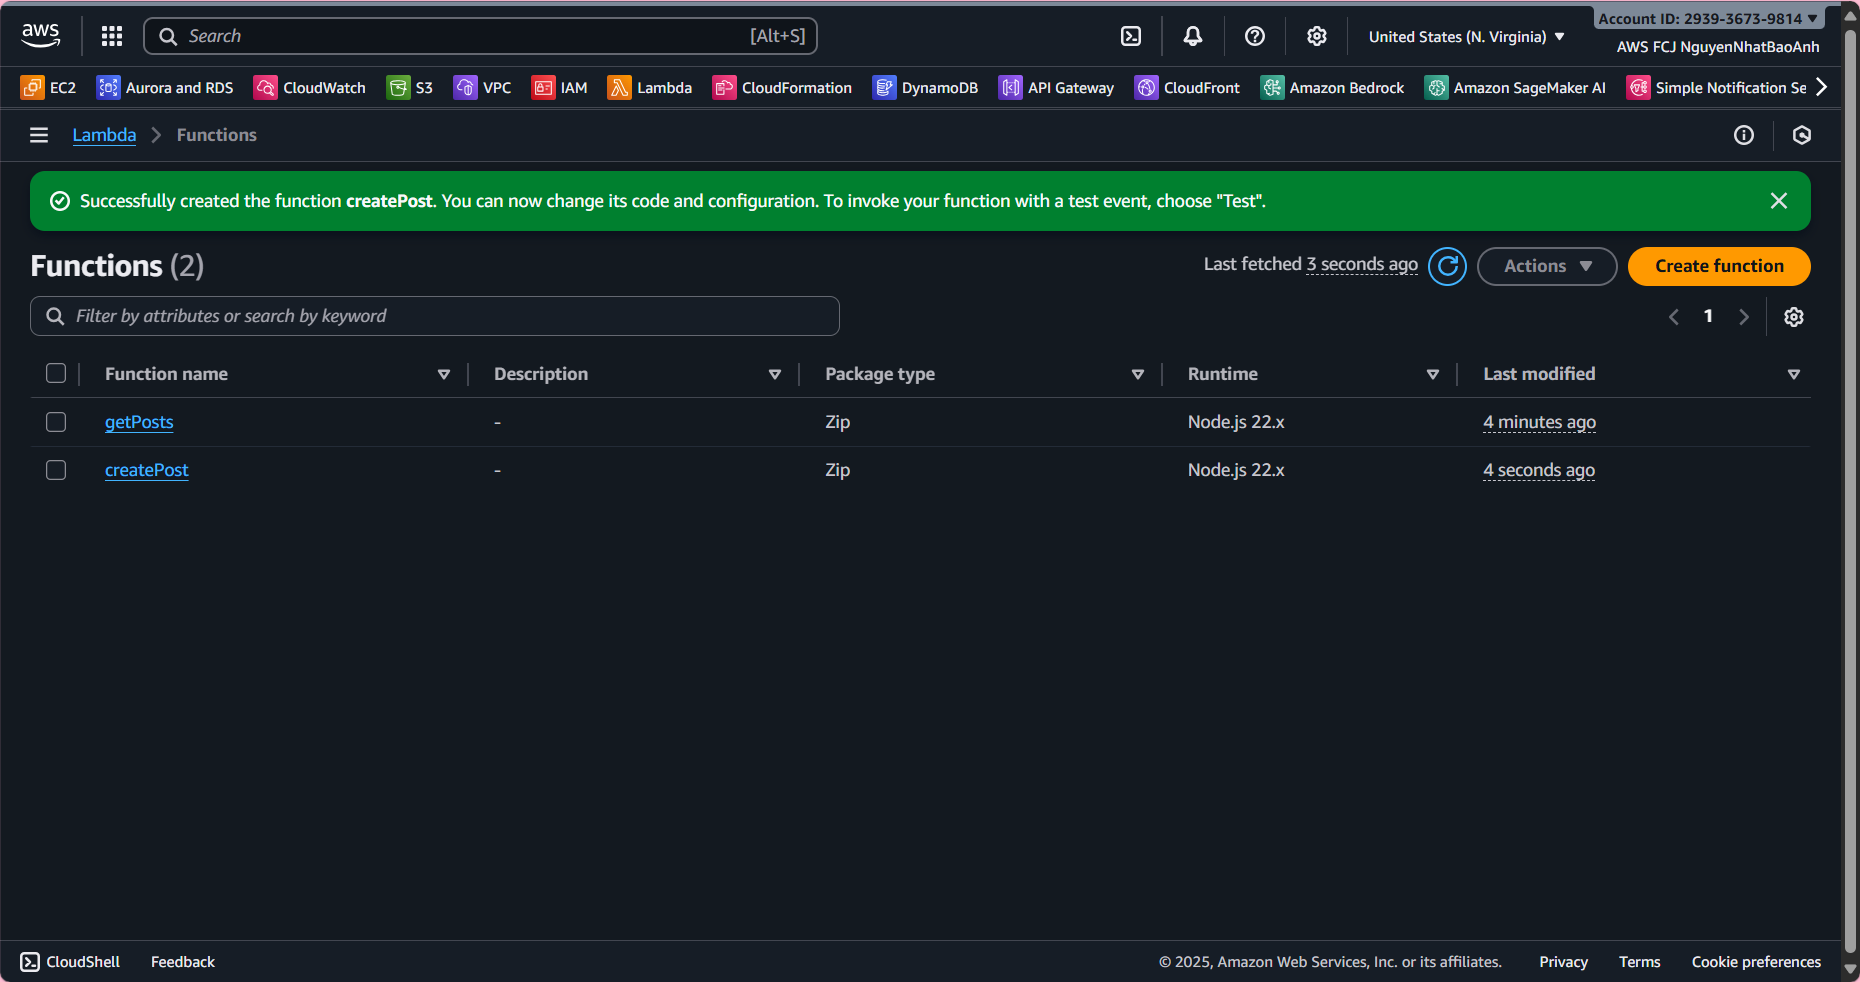 aws
Search [Alt+S]
United States (N. Virginia)
Account ID: 2939-3673-9814
AWS FCJ NguyenNhatBaoAnh
EC2 Aurora and RDS CloudWatch S3 VPC IAM Lambda CloudFormation DynamoDB API Gateway CloudFront Amazon Bedrock Amazon SageMaker AI Simple Notification Se
Lambda Functions
Successfully created the function createPost. You can now change its code and configuration. To invoke your function with a test event, choose "Test".
Functions (2)
Last fetched 3 seconds ago
Actions
Create function
Filter by attributes or search by keyword
1
Function name Description Package type Runtime Last modified
getPosts - Zip Node.js 22.x 4 minutes ago
createPost - Zip Node.js 22.x 4 seconds ago
CloudShell Feedback © 2025, Amazon Web Services, Inc. or its affiliates. Privacy Terms Cookie preferences